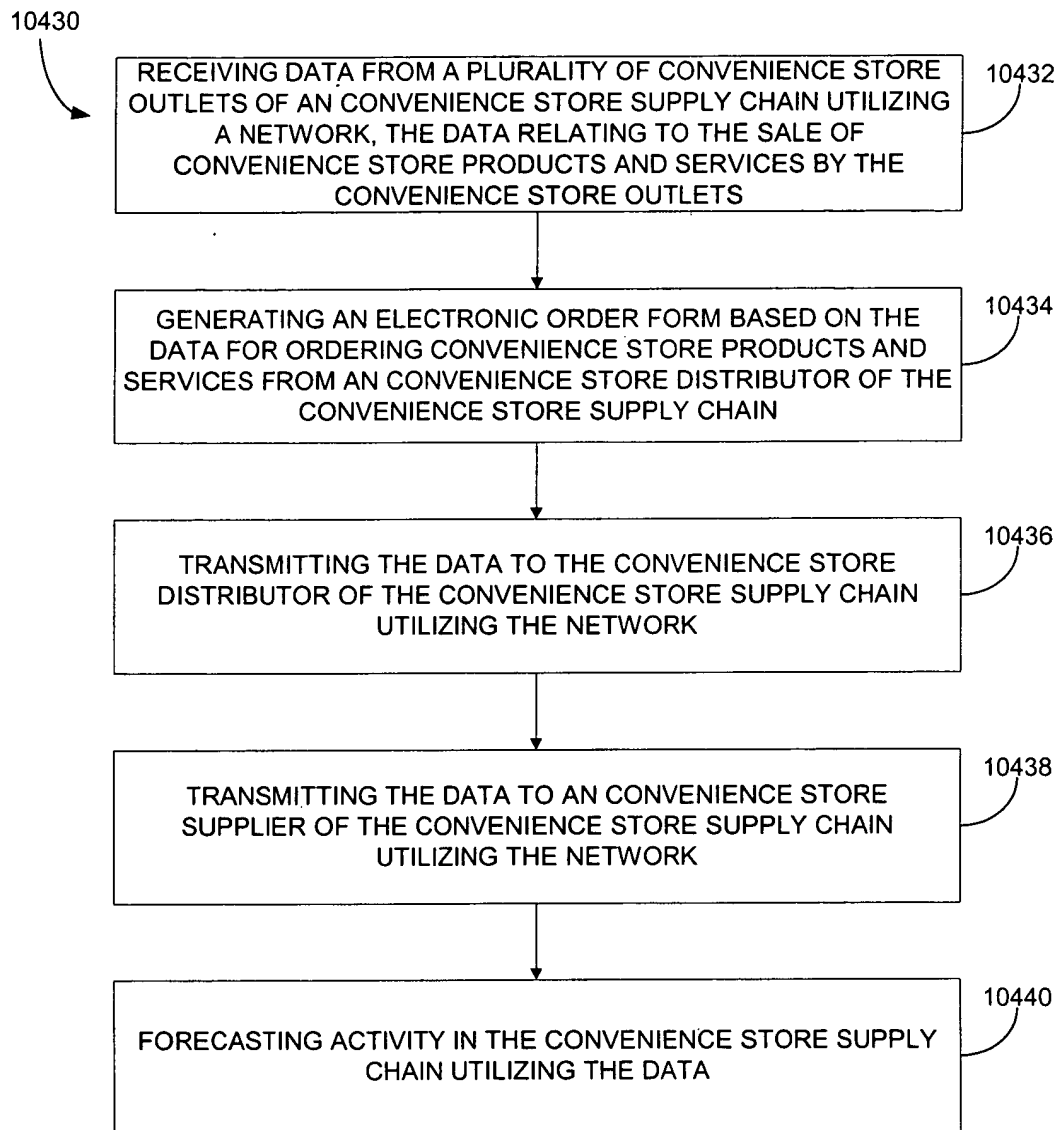 10430
RECEIVING DATA FROM A PLURALITY OF CONVENIENCE STORE
OUTLETS OF AN CONVENIENCE STORE SUPPLY CHAIN UTILIZING
A NETWORK, THE DATA RELATING TO THE SALE OF
CONVENIENCE STORE PRODUCTS AND SERVICES BY THE
CONVENIENCE STORE OUTLETS
10432
GENERATING AN ELECTRONIC ORDER FORM BASED ON THE
DATA FOR ORDERING CONVENIENCE STORE PRODUCTS AND
SERVICES FROM AN CONVENIENCE STORE DISTRIBUTOR OF THE
CONVENIENCE STORE SUPPLY CHAIN
10434
TRANSMITTING THE DATA TO THE CONVENIENCE STORE
DISTRIBUTOR OF THE CONVENIENCE STORE SUPPLY CHAIN
UTILIZING THE NETWORK
10436
TRANSMITTING THE DATA TO AN CONVENIENCE STORE
SUPPLIER OF THE CONVENIENCE STORE SUPPLY CHAIN
UTILIZING THE NETWORK
10438
FORECASTING ACTIVITY IN THE CONVENIENCE STORE SUPPLY
CHAIN UTILIZING THE DATA
10440